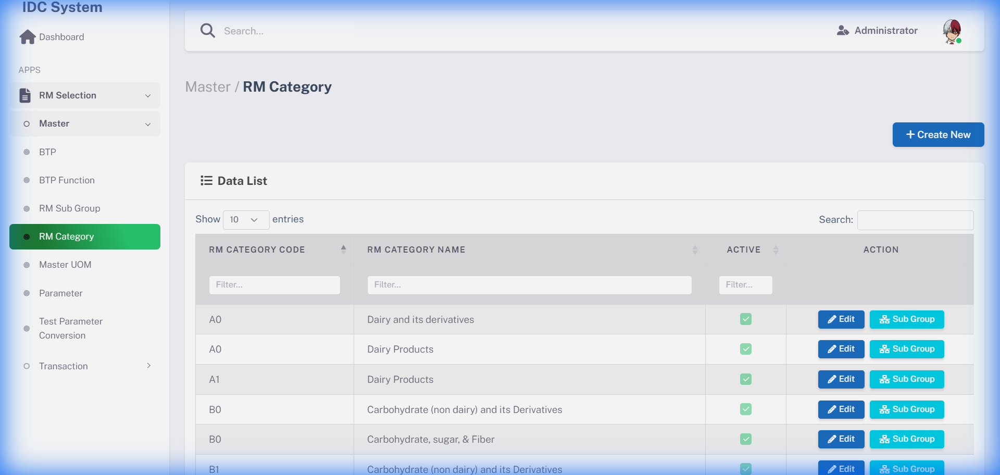 IDC System
Dashboard
APPS
RM Selection
Master
BTP
BTP Function
RM Sub Group
RM Category
Master UOM
Parameter
Test Parameter
Conversion
Transaction
Search...
Administrator
Master / RM Category
+ Create New
Data List
Show 10 entries
Search:
RM CATEGORY CODE RM CATEGORY NAME ACTIVE ACTION
Filter... Filter... Filter...
A0 Dairy and its derivatives Edit Sub Group
A0 Dairy Products Edit Sub Group
A1 Dairy Products Edit Sub Group
B0 Carbohydrate (non dairy) and its Derivatives Edit Sub Group
B0 Carbohydrate, sugar, & Fiber Edit Sub Group
B1 Carbohydrate (non dairy) and its Derivatives Edit Sub Group